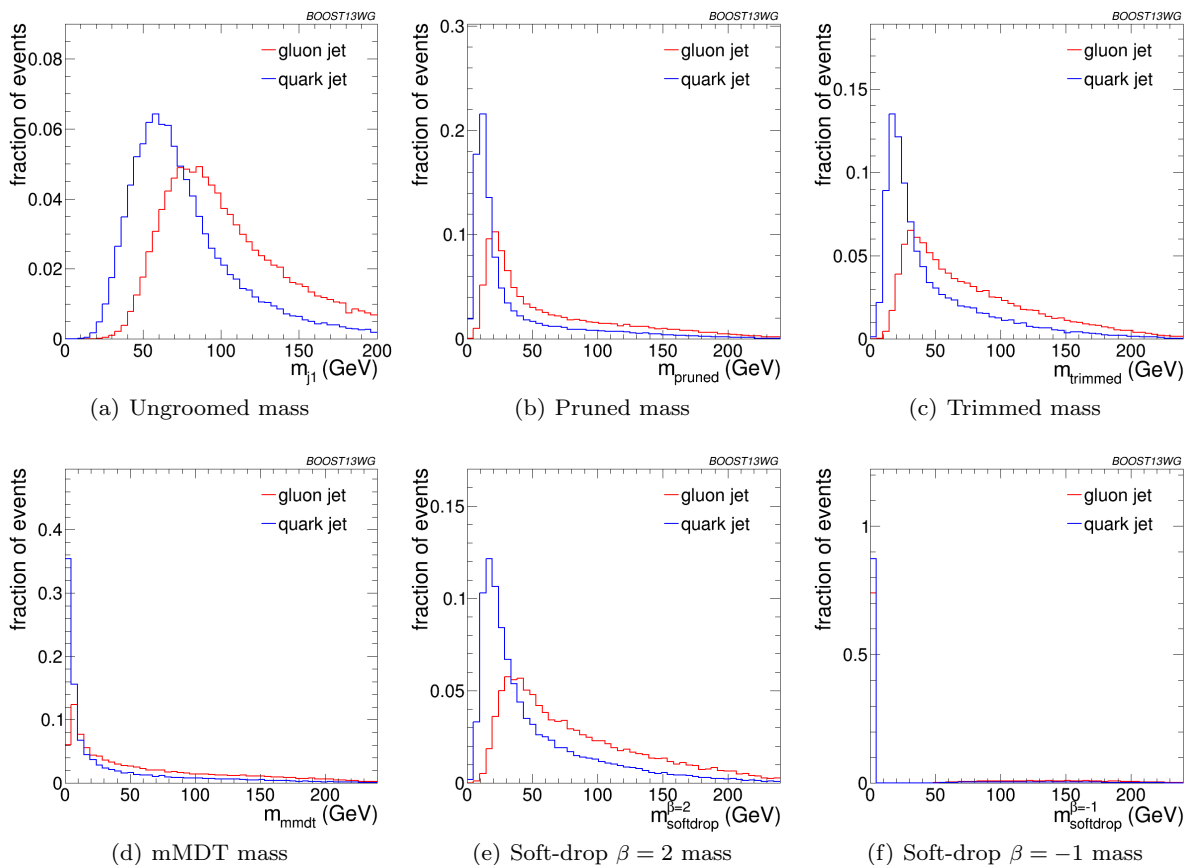 BOOST13WG
fraction of events
gluon jet
quark jet
0.08
0.06
0.04
0.02
0
0 50 100 150 200
m_j1 (GeV)
(a) Ungroomed mass
BOOST13WG
fraction of events
gluon jet
quark jet
0.3
0.2
0.1
0
0 50 100 150 200
m_pruned (GeV)
(b) Pruned mass
BOOST13WG
fraction of events
gluon jet
quark jet
0.15
0.1
0.05
0
0 50 100 150 200
m_trimmed (GeV)
(c) Trimmed mass
BOOST13WG
fraction of events
gluon jet
quark jet
0.4
0.3
0.2
0.1
0
0 50 100 150 200
m_mmdt (GeV)
(d) mMDT mass
BOOST13WG
fraction of events
gluon jet
quark jet
0.15
0.1
0.05
0
0 50 100 150 200
m^β=2_softdrop (GeV)
(e) Soft-drop β = 2 mass
BOOST13WG
fraction of events
gluon jet
quark jet
1
0.5
0
0 50 100 150 200
m^β=-1_softdrop (GeV)
(f) Soft-drop β = −1 mass